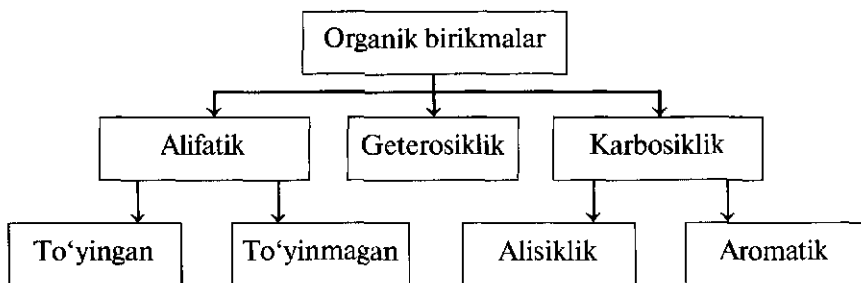 Organik birikmalar
Alifatik
Geterosiklik
Karbosiklik
To‘yingan
To‘yinmagan
Alisiklik
Aromatik